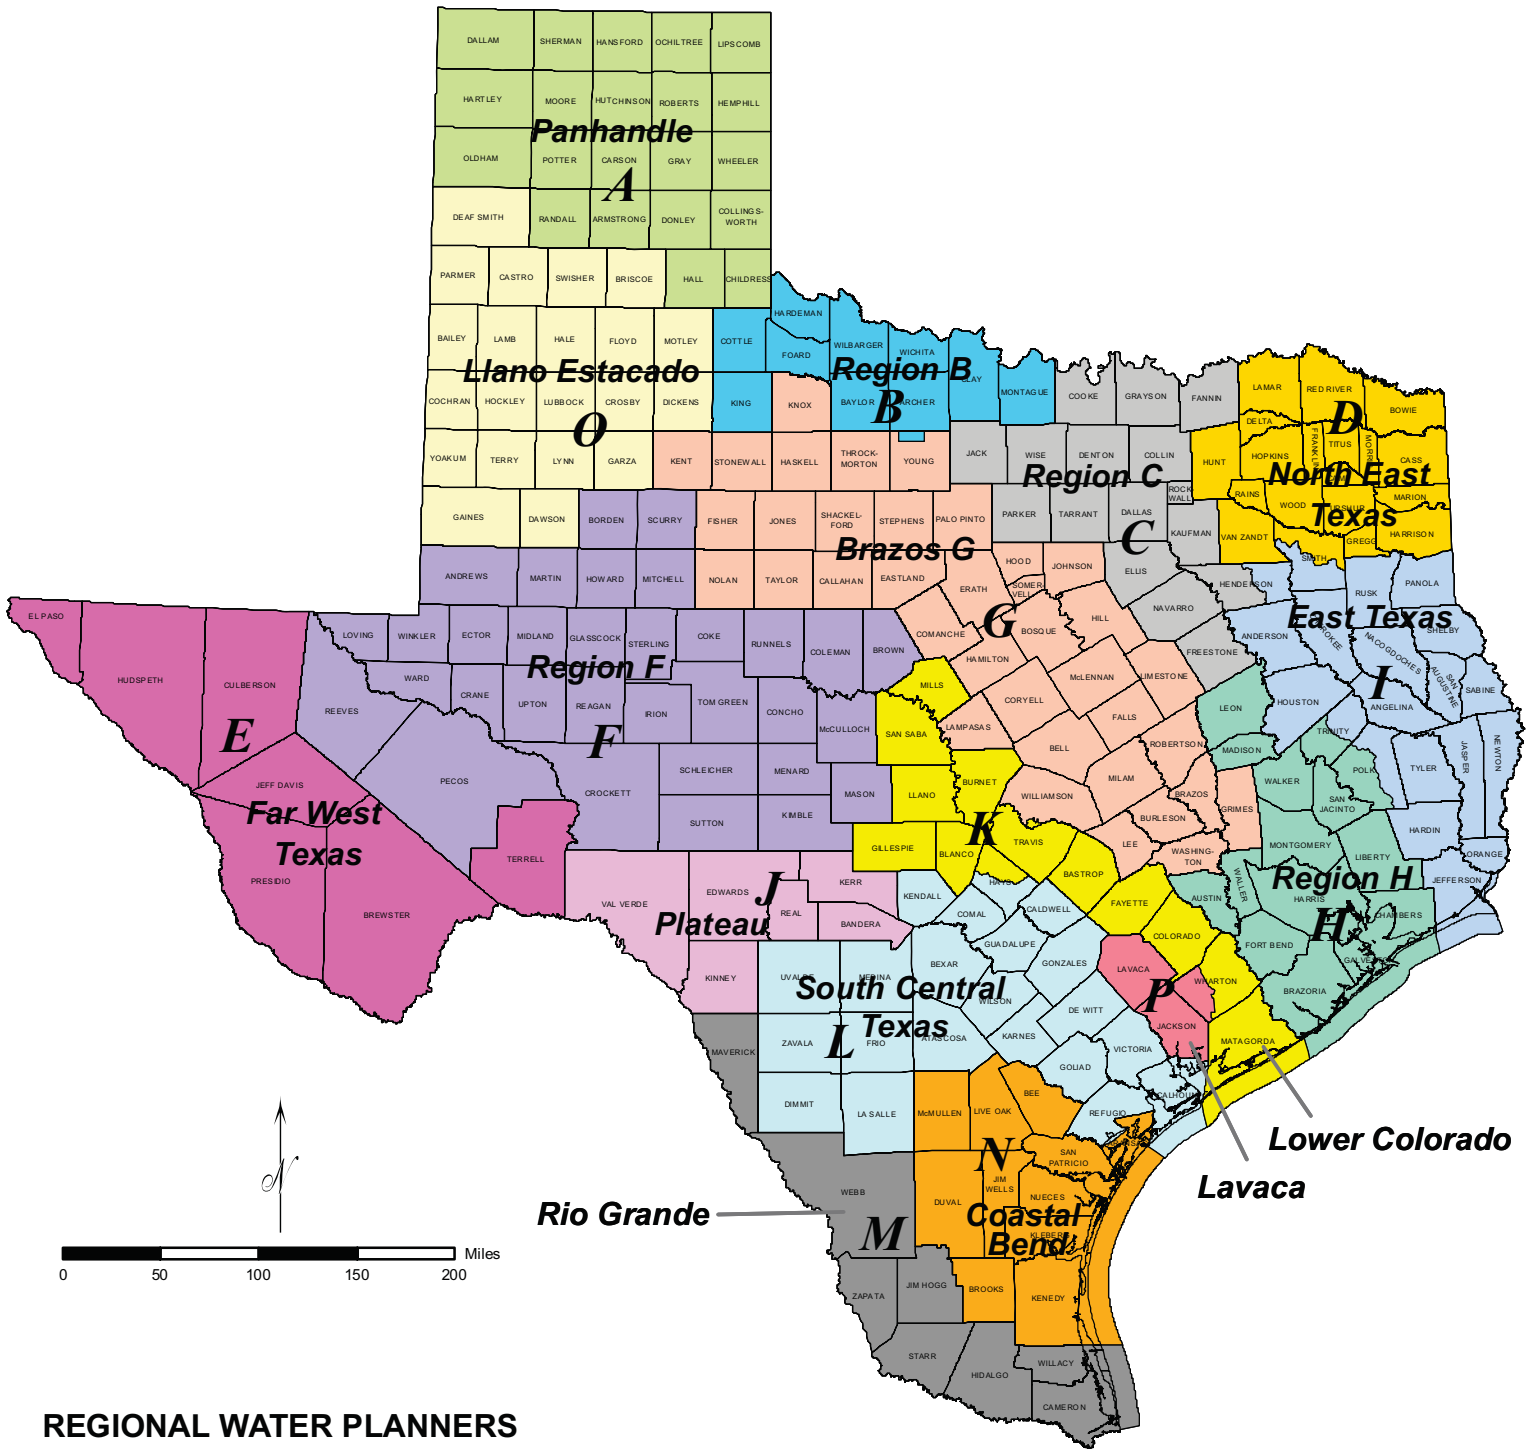 DALLAM SHERMAN HANSFORD OCHILTREE LIPSCOMB
HARTLEY MOORE HUTCHINSON ROBERTS HEMPHILL
Panhandle
OLDHAM POTTER CARSON GRAY WHEELER
A
DEAF SMITH RANDALL ARMSTRONG DONLEY COLLINGS-
WORTH
PARMER CASTRO SWISHER BRISCOE HALL CHILDRESS
HARDEMAN
BAILEY LAMB HALE FLOYD MOTLEY COTTLE FOARD WILBARGER WICHITA
Llano Estacado
Region B
CLAY MONTAGUE COOKE GRAYSON FANNIN LAMAR RED RIVER BOWIE
COCHRAN HOCKLEY LUBBOCK CROSBY DICKENS KING KNOX BAYLOR ARCHER
O
B
D
DELTA FRANKLIN TITUS
YOAKUM TERRY LYNN GARZA KENT STONEWALL HASKELL THROCK-
MORTON
YOUNG JACK WISE DENTON COLLIN HUNT HOPKINS CASS
Region C
North East
Texas
ROCK
WALL
RAINS WOOD UPSHUR MARION
GAINES DAWSON BORDEN SCURRY FISHER JONES SHACKEL-
FORD
STEPHENS PALO PINTO PARKER TARRANT DALLAS KAUFMAN VAN ZANDT GREGG HARRISON
Brazos G
C
ANDREWS MARTIN HOWARD MITCHELL NOLAN TAYLOR CALLAHAN EASTLAND ERATH HOOD JOHNSON ELLIS HENDERSON SMITH RUSK PANOLA
SOMER-
VELL
NAVARRO
EL PASO HUDSPETH CULBERSON
E
LOVING WINKLER ECTOR MIDLAND GLASSCOCK STERLING COKE RUNNELS COLEMAN BROWN COMANCHE BOSQUE HILL
G
East Texas
Region F
ANDERSON NACOGDOCHES SHELBY
HAMILTON McLENNAN LIMESTONE FREESTONE
WARD CRANE UPTON REAGAN IRION TOM GREEN CONCHO McCULLOCH
REEVES
F
MILLS CORYELL FALLS LEON HOUSTON ANGELINA SAN
AUGUSTINE
SABINE
I
SAN SABA LAMPASAS BELL ROBERTSON MADISON TRINITY
JEFF DAVIS PECOS CROCKETT SCHLEICHER MENARD MASON LLANO BURNET MILAM BRAZOS WALKER POLK TYLER JASPER NEWTON
SUTTON KIMBLE WILLIAMSON BURLESON GRIMES SAN
JACINTO
HARDIN
Far West
Texas
K
TERRELL GILLESPIE BLANCO TRAVIS LEE WASHING-
TON
MONTGOMERY LIBERTY ORANGE
PRESIDIO BREWSTER
VAL VERDE EDWARDS KERR REAL BANDERA KENDALL HAYS BASTROP FAYETTE AUSTIN WALLER HARRIS CHAMBERS JEFFERSON
J
Plateau
Region H
H
COMAL CALDWELL COLORADO FORT BEND
KINNEY UVALDE MEDINA BEXAR GUADALUPE GONZALES LAVACA WHARTON BRAZORIA
South Central
Texas
L
P
WILSON DE WITT JACKSON
MAVERICK ZAVALA FRIO ATASCOSA KARNES VICTORIA MATAGORDA
GOLIAD CALHOUN
DIMMIT LA SALLE McMULLEN LIVE OAK BEE REFUGIO
Lower Colorado
N
SAN
PATRICIO
Lavaca
WEBB DUVAL JIM
WELLS
NUECES
Rio Grande
M
Coastal
Bend
KLEBERG
ZAPATA JIM HOGG BROOKS KENEDY
STARR HIDALGO WILLACY
CAMERON
N
Miles
0 50 100 150 200
REGIONAL WATER PLANNERS